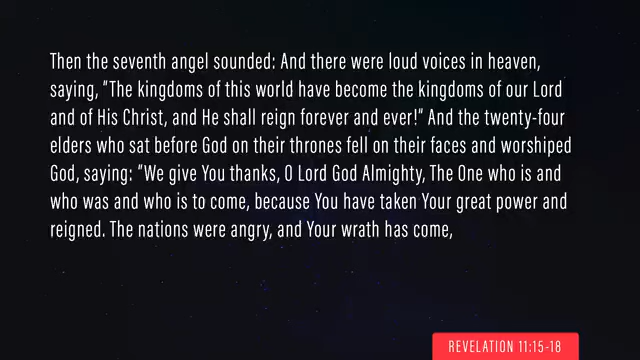 Then the seventh angel sounded: And there were loud voices in heaven,
saying, "The kingdoms of this world have become the kingdoms of our Lord
and of His Christ, and He shall reign forever and ever!" And the twenty-four
elders who sat before God on their thrones fell on their faces and worshiped
God, saying: "We give You thanks, O Lord God Almighty, The One who is and
who was and who is to come, because You have taken Your great power and
reigned. The nations were angry, and Your wrath has come,
REVELATION 11:15-18